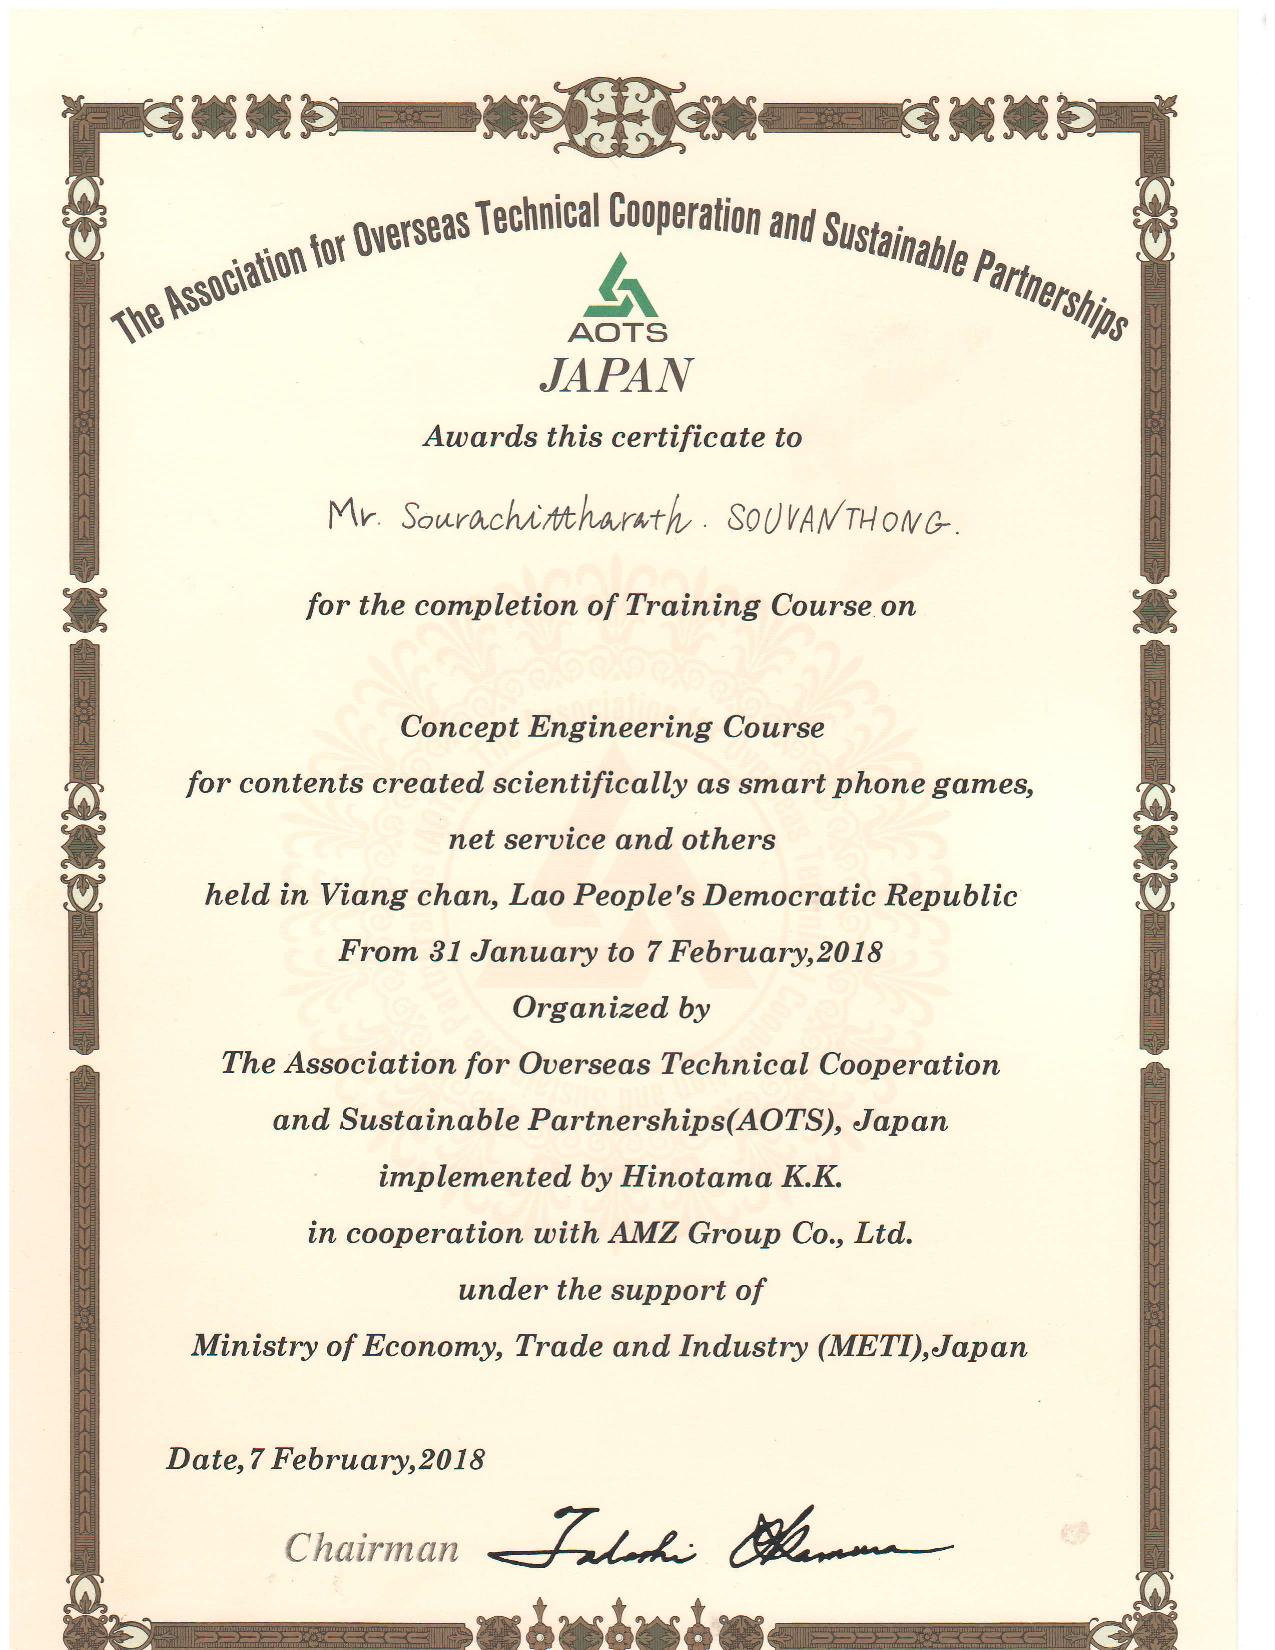 The Association for Overseas Technical Cooperation and Sustainable Partnerships
AOTS
JAPAN
Awards this certificate to
Mr. Sourachittharath. SOUVANTHONG.
for the completion of Training Course on
Concept Engineering Course
for contents created scientifically as smart phone games,
net service and others
held in Viang chan, Lao People's Democratic Republic
From 31 January to 7 February,2018
Organized by
The Association for Overseas Technical Cooperation
and Sustainable Partnerships(AOTS), Japan
implemented by Hinotama K.K.
in cooperation with AMZ Group Co., Ltd.
under the support of
Ministry of Economy, Trade and Industry (METI),Japan
Date,7 February,2018
Chairman